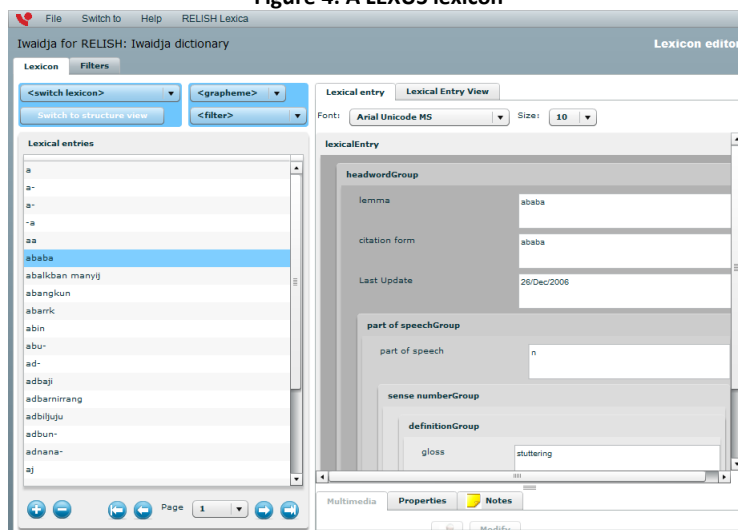 Figure 4: A LEXUS lexicon
File Switch to Help RELISH Lexica
Iwaidja for RELISH: Iwaidja dictionary
Lexicon editor
Lexicon Filters
<switch lexicon> <grapheme>
Switch to structure view <filter>
Lexical entry Lexical Entry View
Font: Arial Unicode MS Size: 10
Lexical entries
a
a-
a-
-a
aa
ababa
abalkban manyij
abangkun
abarrk
abin
abu-
ad-
adbaji
adbarnirrang
adbiljuju
adbun-
adnana-
aj
Page 1
lexicalEntry
headwordGroup
lemma ababa
citation form ababa
Last Update 26/Dec/2006
part of speechGroup
part of speech n
sense numberGroup
definitionGroup
gloss stuttering
Multimedia Properties Notes
Modify